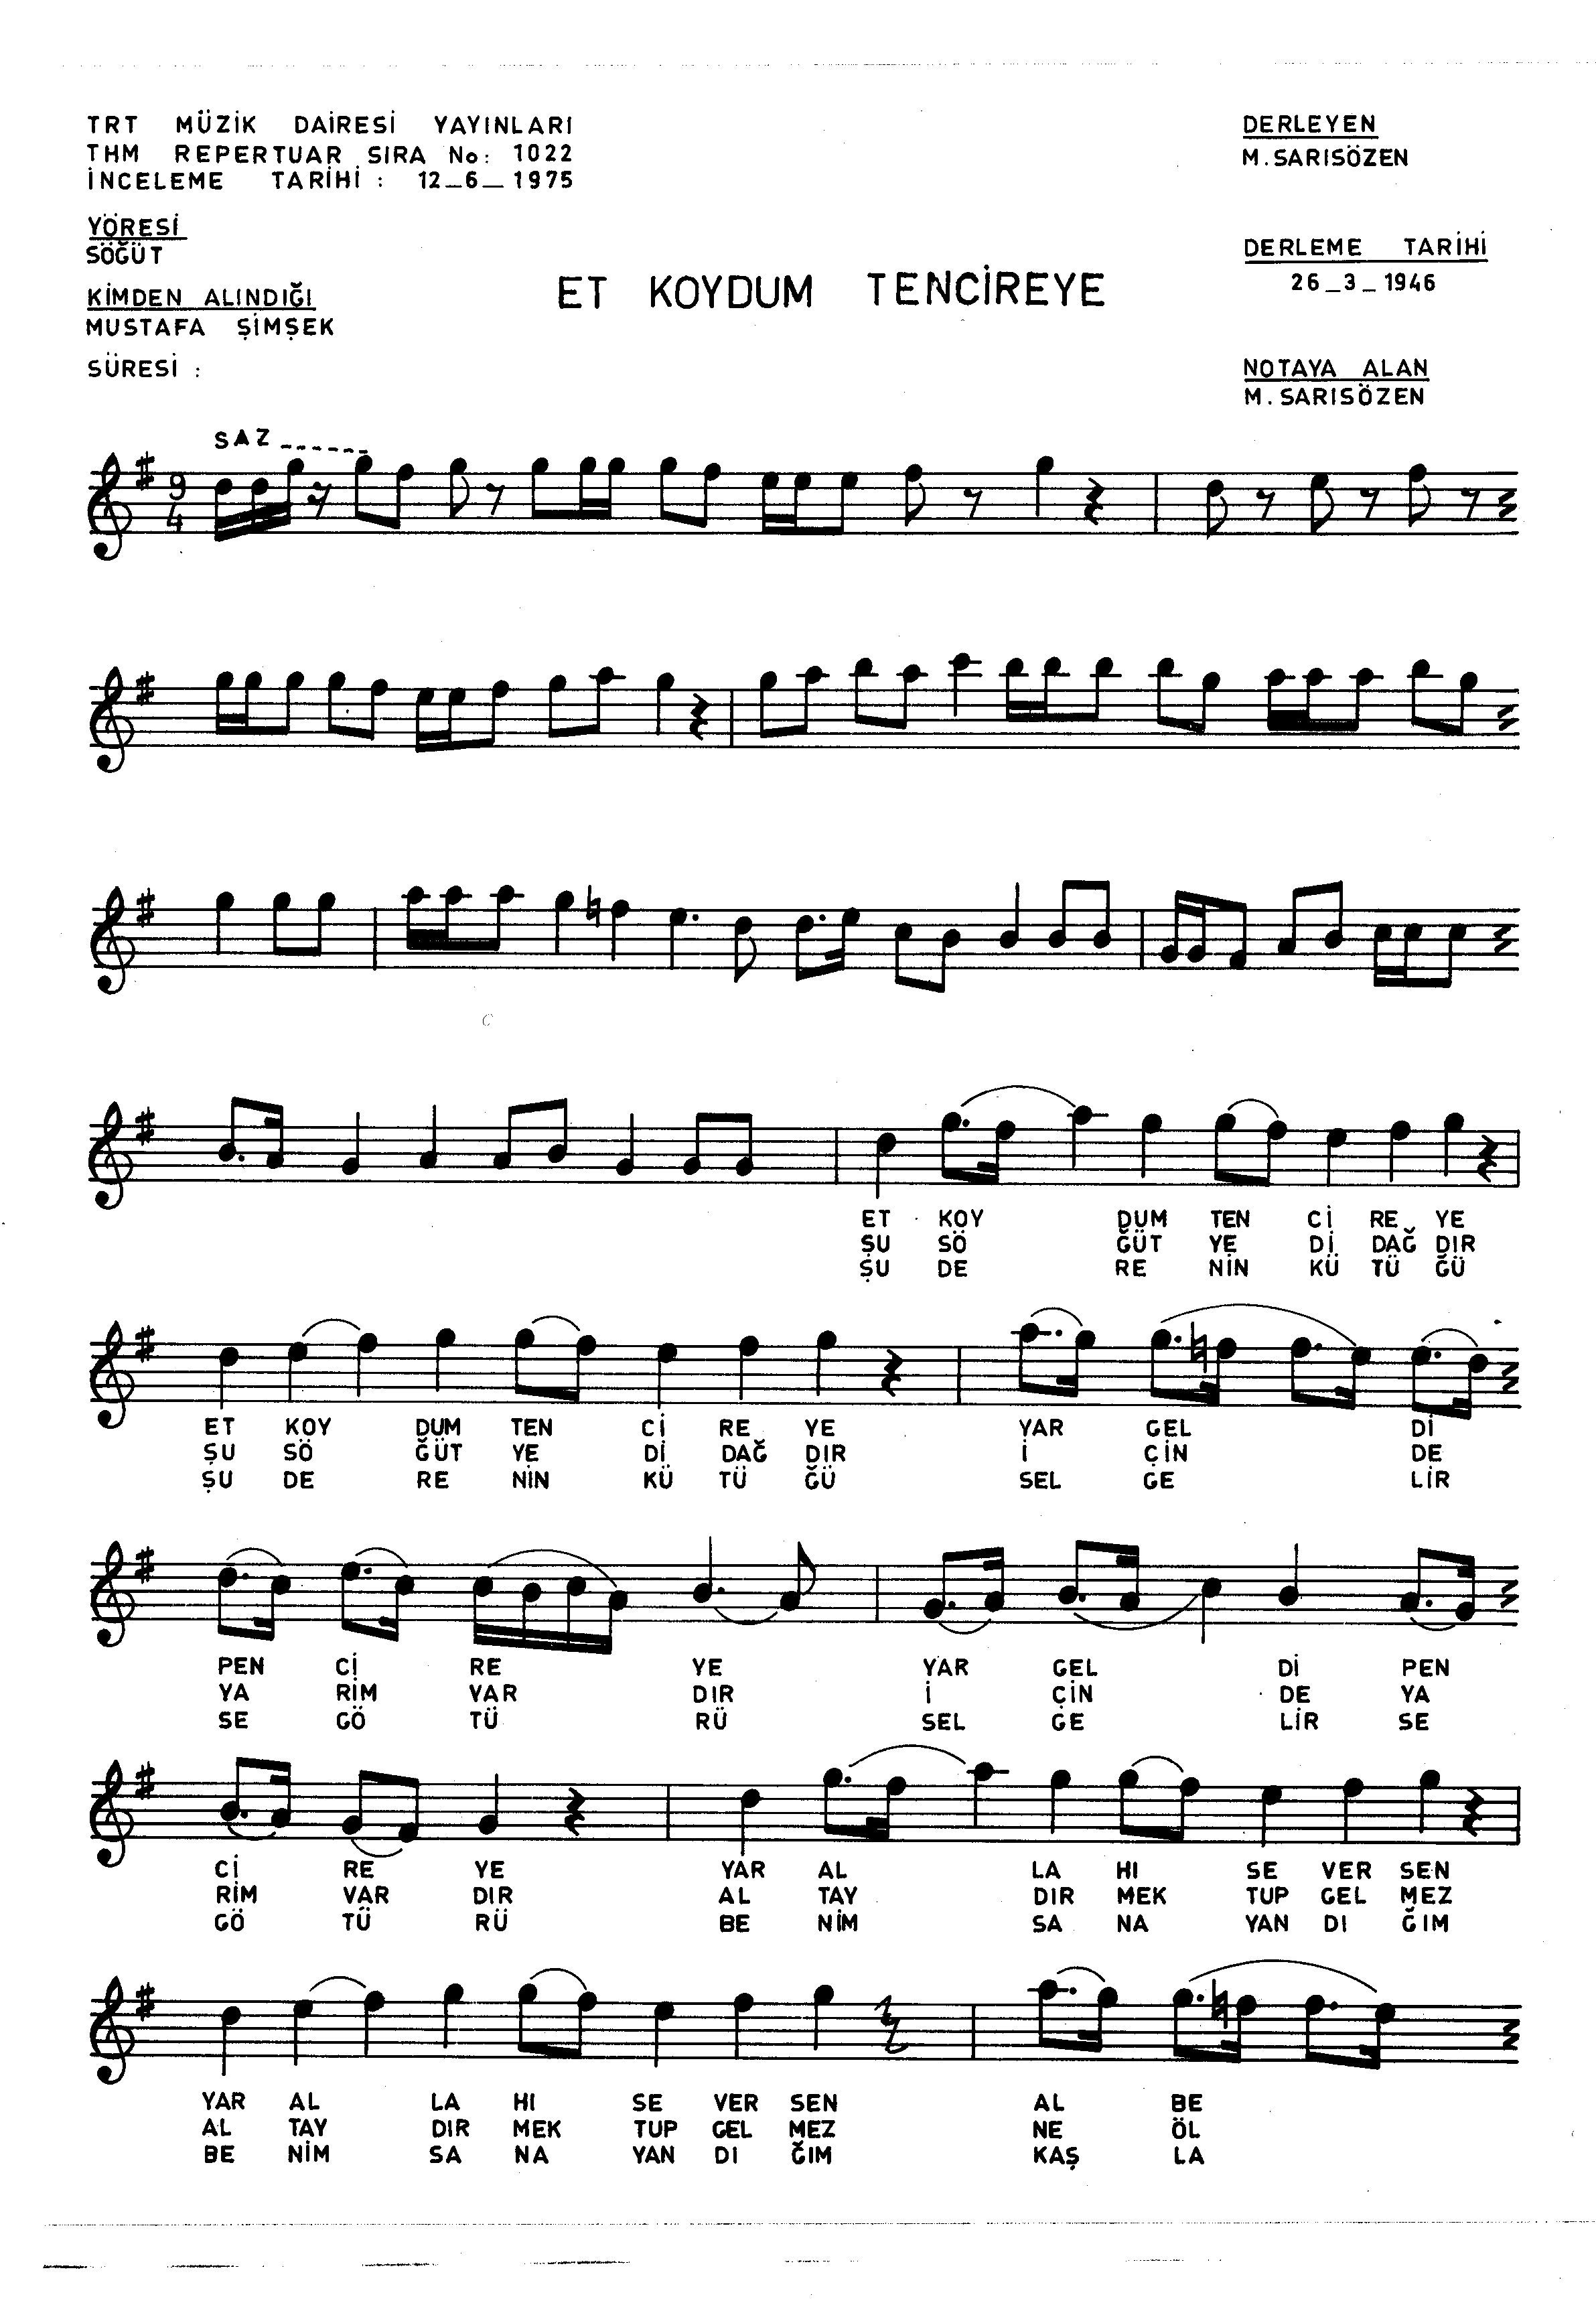 TRT MÜZİK DAİRESİ YAYINLARI
THM REPERTUAR SIRA No: 1022
İNCELEME TARİHİ : 12_6_1975
YÖRESİ
SÖĞÜT
KİMDEN ALINDIĞI
MUSTAFA ŞİMŞEK
SÜRESİ :
ET KOYDUM TENCİREYE
DERLEYEN
M. SARISÖZEN
DERLEME TARİHİ
26_3_1946
NOTAYA ALAN
M. SARISÖZEN
SAZ
9
4
ET KOY DUM TEN Cİ RE YE
ŞU SÖ ĞÜT YE Dİ DAĞ DIR
ŞU DE RE NİN KÜ TÜ ĞÜ
ET KOY DUM TEN Cİ RE YE YAR GEL Dİ
ŞU SÖ ĞÜT YE Dİ DAĞ DIR İ ÇİN DE
ŞU DE RE NİN KÜ TÜ ĞÜ SEL GE LİR
PEN Cİ RE YE YAR GEL Dİ PEN
YA RİM VAR DIR İ ÇİN DE YA
SE GÖ TÜ RÜ SEL GE LİR SE
Cİ RE YE YAR AL LA HI SE VER SEN
RİM VAR DIR AL TAY DIR MEK TUP GEL MEZ
GÖ TÜ RÜ BE NİM SA NA YAN DI ĞIM
YAR AL LA HI SE VER SEN AL BE
AL TAY DIR MEK TUP GEL MEZ NE ÖL
BE NİM SA NA YAN DI ĞIM KAŞ LA